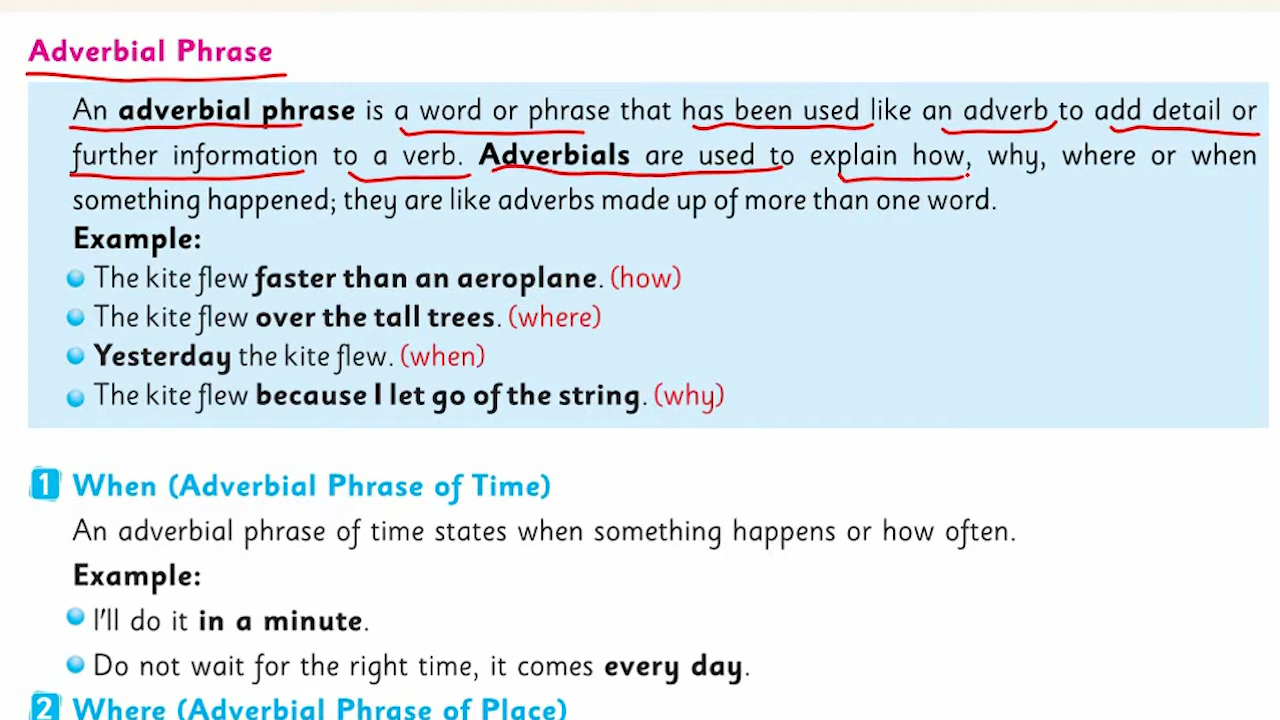 Adverbial Phrase
An adverbial phrase is a word or phrase that has been used like an adverb to add detail or
further information to a verb. Adverbials are used to explain how, why, where or when
something happened; they are like adverbs made up of more than one word.
Example:
The kite flew faster than an aeroplane. (how)
The kite flew over the tall trees. (where)
Yesterday the kite flew. (when)
The kite flew because I let go of the string. (why)
1 When (Adverbial Phrase of Time)
An adverbial phrase of time states when something happens or how often.
Example:
I'll do it in a minute.
Do not wait for the right time, it comes every day.
2 Where (Adverbial Phrase of Place)